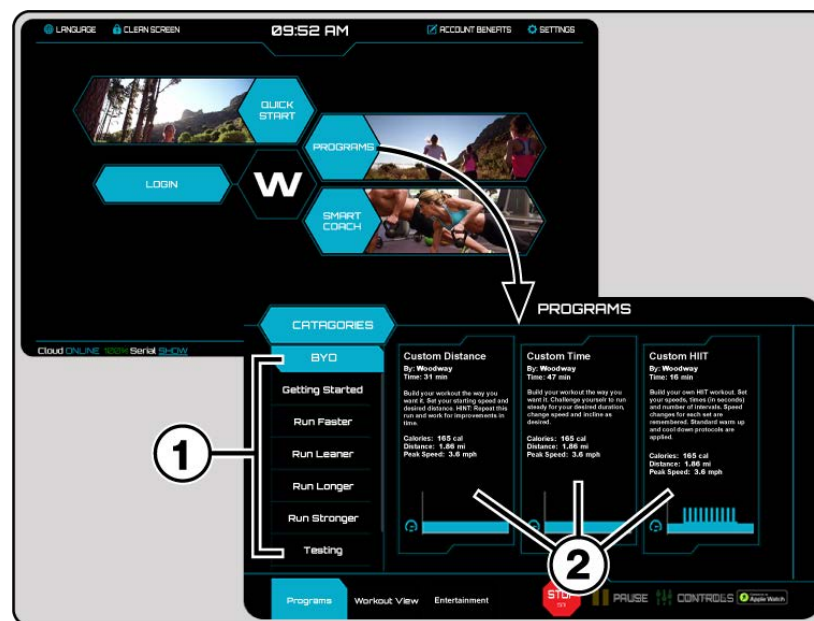 LANGUAGE
CLEAN SCREEN
09:52 AM
ACCOUNT BENEFITS
SETTINGS
QUICK
START
PROGRAMS
LOGIN
W
SMART
COACH
Cloud ONLINE 100% Serial SHOW
PROGRAMS
CATAGORIES
BYO
Getting Started
Run Faster
Run Leaner
Run Longer
Run Stronger
Testing
1
Custom Distance
By: Woodway
Time: 31 min
Build your workout the way you
want it. Set your starting speed and
desired distance. HINT: Repeat this
run and work for improvements in
time.
Calories: 165 cal
Distance: 1.86 mi
Peak Speed: 3.6 mph
Custom Time
By: Woodway
Time: 47 min
Build your workout the way you
want it. Challenge yourself to run
steady for your desired duration,
change speed and incline as
desired.
Calories: 165 cal
Distance: 1.86 mi
Peak Speed: 3.6 mph
Custom HIIT
By: Woodway
Time: 16 min
Build your own HIIT workout. Set
your speeds, times (in seconds)
and number of intervals. Speed
changes for each set are
remembered. Standard warm up
and cool down protocols are
applied.
Calories: 165 cal
Distance: 1.86 mi
Peak Speed: 3.6 mph
2
Programs
Workout View
Entertainment
STOP
PAUSE
CONTROLS
Apple Watch